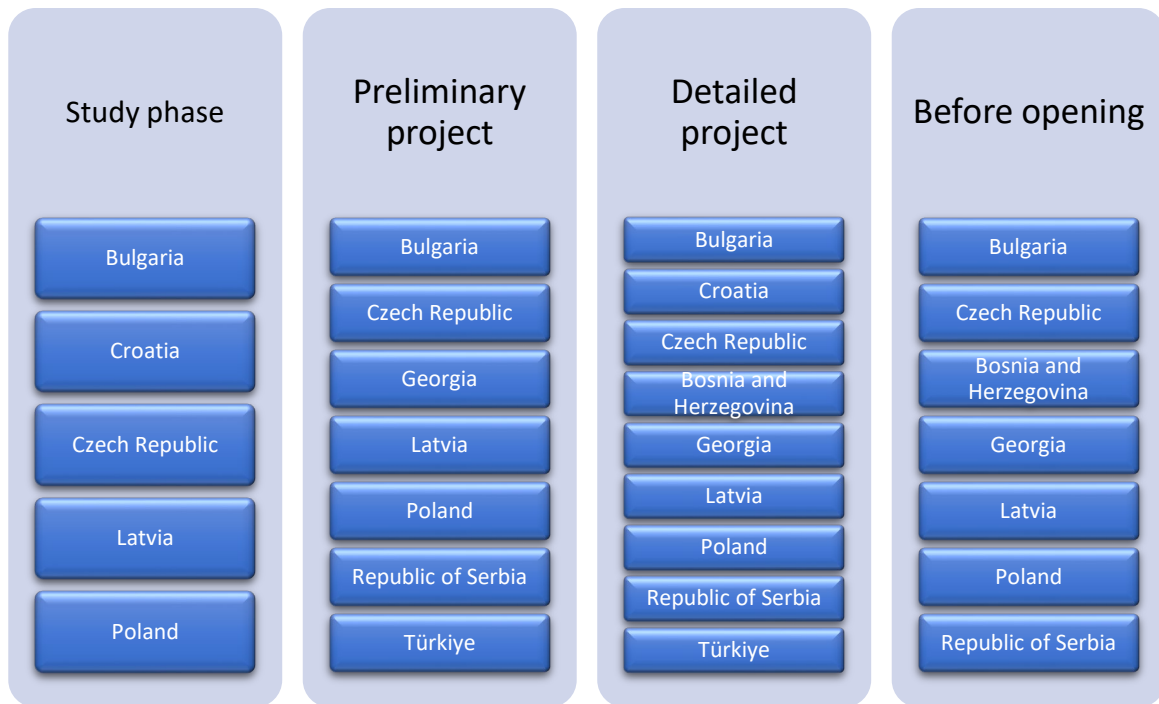 Study phase
Bulgaria
Croatia
Czech Republic
Latvia
Poland
Preliminary
project
Bulgaria
Czech Republic
Georgia
Latvia
Poland
Republic of Serbia
Türkiye
Detailed
project
Bulgaria
Croatia
Czech Republic
Bosnia and
Herzegovina
Georgia
Latvia
Poland
Republic of Serbia
Türkiye
Before opening
Bulgaria
Czech Republic
Bosnia and
Herzegovina
Georgia
Latvia
Poland
Republic of Serbia